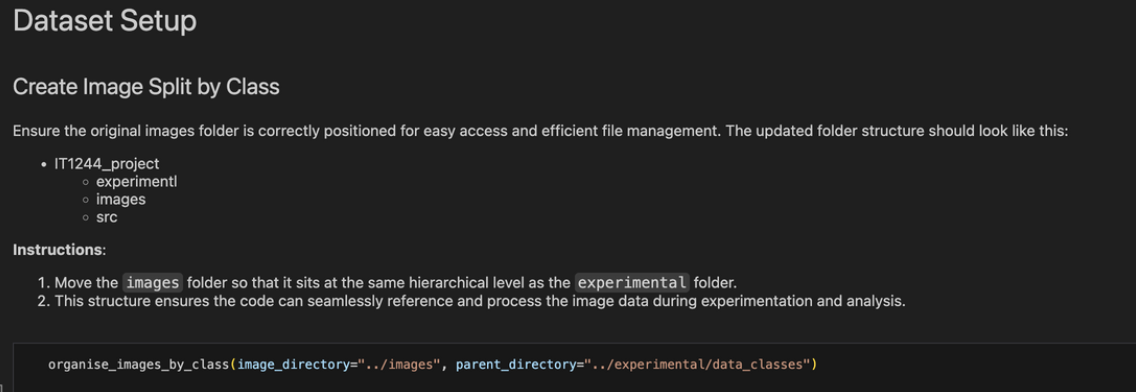 Dataset Setup
Create Image Split by Class
Ensure the original images folder is correctly positioned for easy access and efficient file management. The updated folder structure should look like this:
• IT1244_project
◦ experimentl
◦ images
◦ src
Instructions:
1. Move the images folder so that it sits at the same hierarchical level as the experimental folder.
2. This structure ensures the code can seamlessly reference and process the image data during experimentation and analysis.
organise_images_by_class(image_directory="../images", parent_directory="../experimental/data_classes")